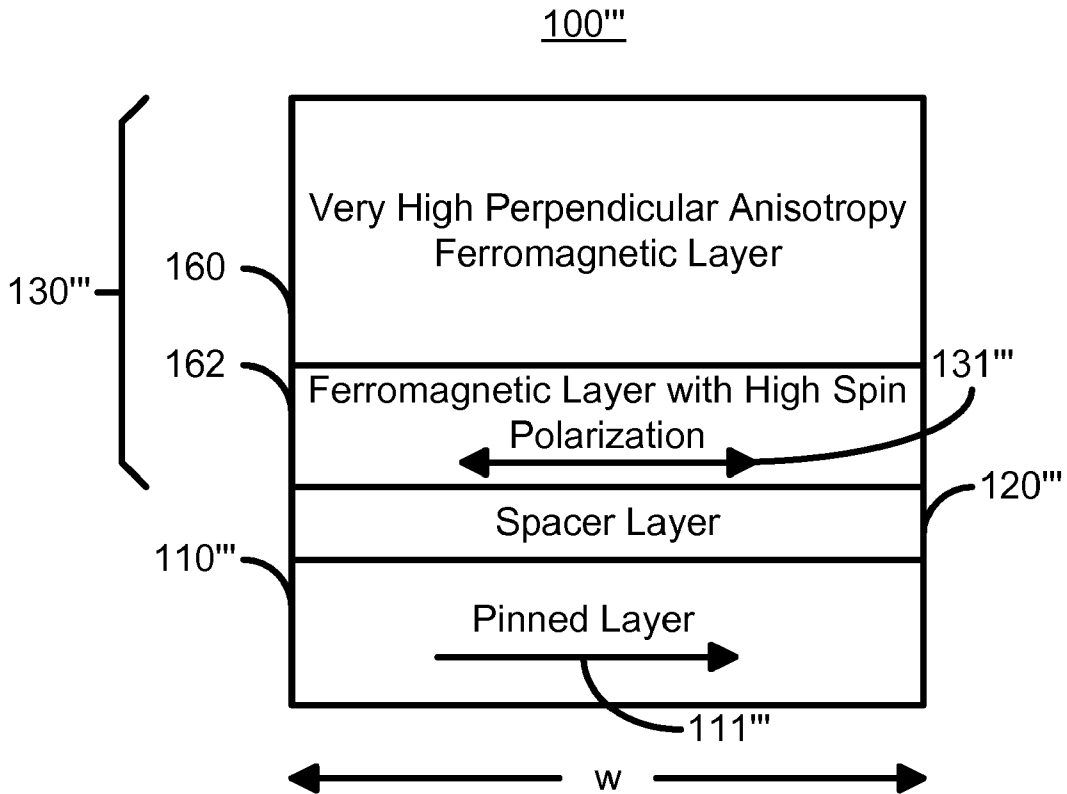 100'''
Very High Perpendicular Anisotropy
Ferromagnetic Layer
160
130'''
162
131'''
Ferromagnetic Layer with High Spin
Polarization
120'''
Spacer Layer
110'''
Pinned Layer
111'''
w